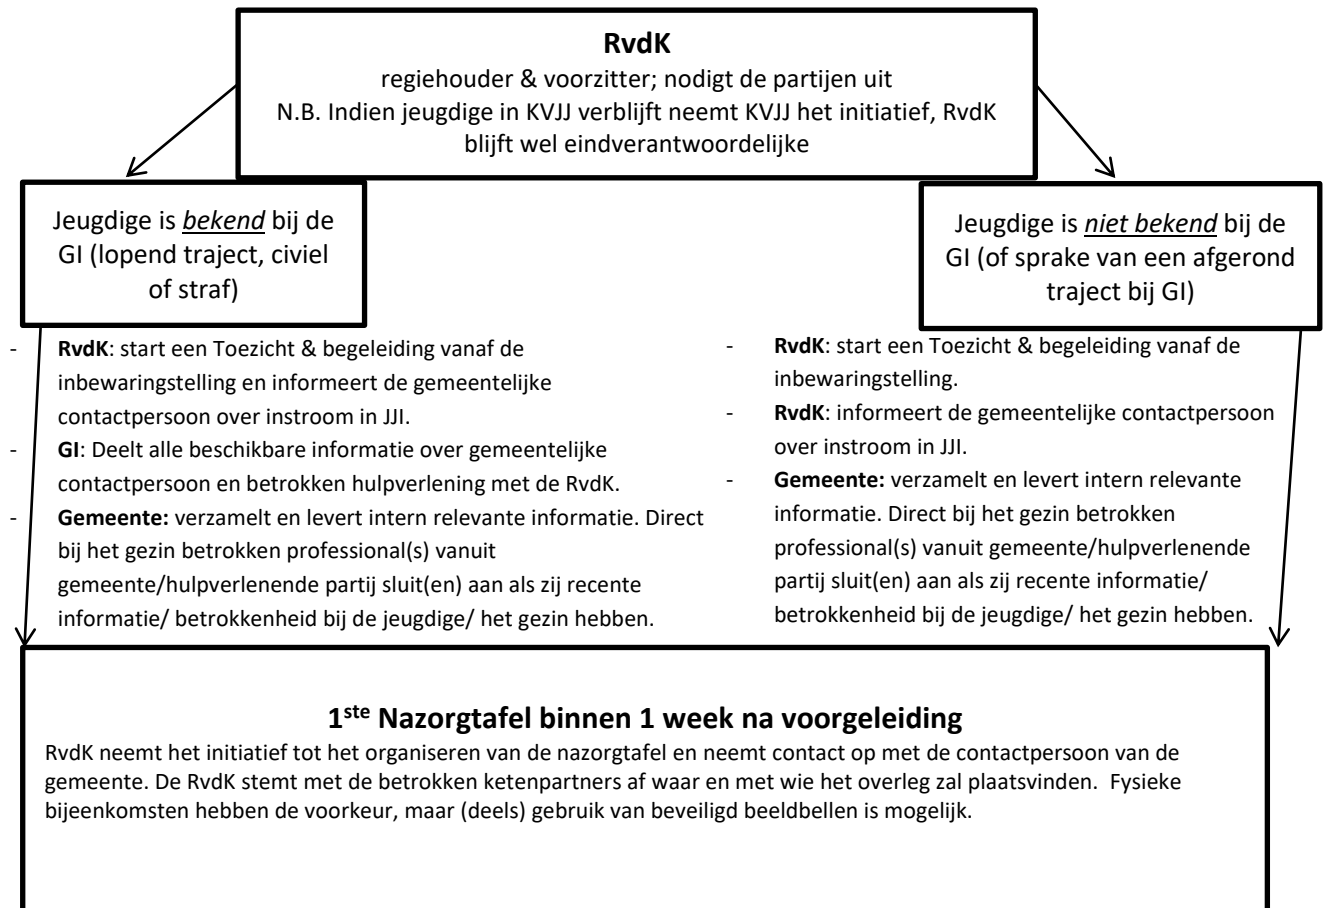 RvdK
regiehouder & voorzitter; nodigt de partijen uit
N.B. Indien jeugdige in KVJJ verblijft neemt KVJJ het initiatief, RvdK
blijft wel eindverantwoordelijke
Jeugdige is bekend bij de
GI (lopend traject, civiel
of straf)
Jeugdige is niet bekend bij de
GI (of sprake van een afgerond
traject bij GI)
- RvdK: start een Toezicht & begeleiding vanaf de
inbewaringstelling en informeert de gemeentelijke
contactpersoon over instroom in JJI.
- GI: Deelt alle beschikbare informatie over gemeentelijke
contactpersoon en betrokken hulpverlening met de RvdK.
- Gemeente: verzamelt en levert intern relevante informatie. Direct
bij het gezin betrokken professional(s) vanuit
gemeente/hulpverlenende partij sluit(en) aan als zij recente
informatie/ betrokkenheid bij de jeugdige/ het gezin hebben.
- RvdK: start een Toezicht & begeleiding vanaf de
inbewaringstelling.
- RvdK: informeert de gemeentelijke contactpersoon
over instroom in JJI.
- Gemeente: verzamelt en levert intern relevante
informatie. Direct bij het gezin betrokken
professional(s) vanuit gemeente/hulpverlenende
partij sluit(en) aan als zij recente informatie/
betrokkenheid bij de jeugdige/ het gezin hebben.
1ste Nazorgtafel binnen 1 week na voorgeleiding
RvdK neemt het initiatief tot het organiseren van de nazorgtafel en neemt contact op met de contactpersoon van de
gemeente. De RvdK stemt met de betrokken ketenpartners af waar en met wie het overleg zal plaatsvinden.  Fysieke
bijeenkomsten hebben de voorkeur, maar (deels) gebruik van beveiligd beeldbellen is mogelijk.